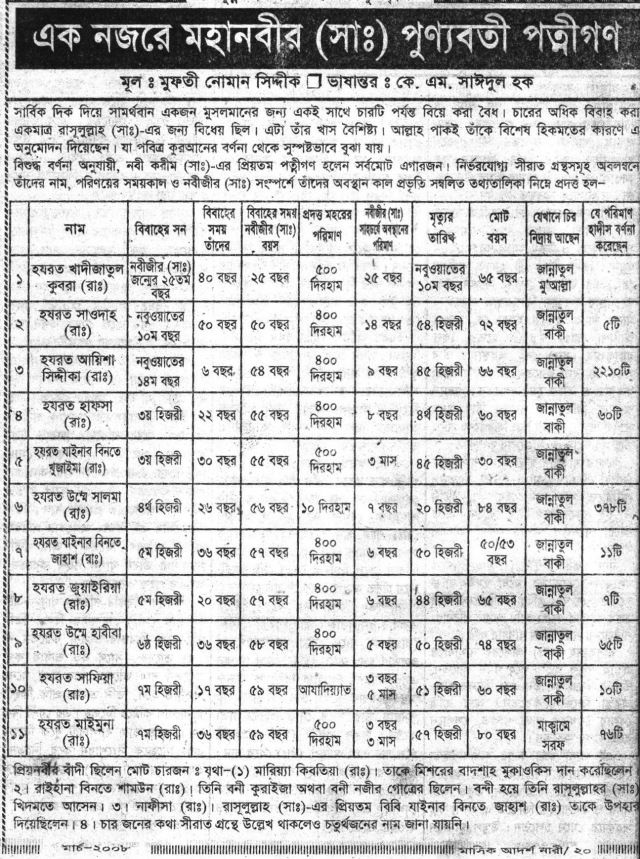 এক নজরে মহানবীর (সাঃ) পুণ্যবতী পত্নীগণ
মূল ঃ মুফতী নোমান সিদ্দীক ❏ ভাষান্তর ঃ কে. এম. সাঈদুল হক
সার্বিক দিক দিয়ে সামর্থবান একজন মুসলমানের জন্য একই সাথে চারটি পর্যন্ত বিয়ে করা বৈধ। চারের অধিক বিবাহ করা
একমাত্র রাসূলুল্লাহ (সাঃ)-এর জন্য বিধেয় ছিল। এটা তাঁর খাস বৈশিষ্ট্য। আল্লাহ পাকই তাঁকে বিশেষ হিকমতের কারণে এ
অনুমোদন দিয়েছেন। যা পবিত্র কুরআনের বর্ণনা থেকে সুস্পষ্টভাবে বুঝা যায়।
বিশুদ্ধ বর্ণনা অনুযায়ী, নবী করীম (সাঃ)-এর প্রিয়তম পত্নীগণ হলেন সর্বমোট এগারজন। নির্ভরযোগ্য সীরাত গ্রন্থসমূহ অবলম্বনে
তাঁদের নাম, পরিণয়ের সময়কাল ও নবীজীর (সাঃ) সংস্পর্শে তাঁদের অবস্থান কাল প্রভৃতি সম্বলিত তথ্যতালিকা নিম্নে প্রদত্ত হল–
নাম | বিবাহের সন | বিবাহের সময় তাঁদের | বিবাহের সময় নবীজীর (সাঃ) বয়স | প্রদত্ত মহরের পরিমাণ | নবীজীর (সাঃ) সাহচর্যে অবস্থানের পরিমাণ | মৃত্যুর তারিখ | মোট বয়স | যেখানে চির নিদ্রায় আছেন | যে পরিমাণ হাদীস বর্ণনা করেছেন
১ | হযরত খাদীজাতুল কুবরা (রাঃ) | নবীজীর (সাঃ) জন্মের ২৫তম বছর | ৪০ বছর | ২৫ বছর | ৫০০ দিরহাম | ২৫ বছর | নবুওয়াতের ১০ম বছর | ৬৫ বছর | জান্নাতুল মু'আল্লা
২ | হযরত সাওদাহ (রাঃ) | নবুওয়াতের ১০ম বছর | ৫০ বছর | ৫০ বছর | ৪০০ দিরহাম | ১৪ বছর | ৫৪ হিজরী | ৭২ বছর | জান্নাতুল বাকী | ৫টি
৩ | হযরত আয়িশা সিদ্দীকা (রাঃ) | নবুওয়াতের ১৪ম বছর | ৬ বছর | ৫৪ বছর | ৪০০ দিরহাম | ৯ বছর | ৪৫ হিজরী | ৬৬ বছর | জান্নাতুল বাকী | ২২১০টি
৪ | হযরত হাফসা (রাঃ) | ৩য় হিজরী | ২২ বছর | ৫৫ বছর | ৪০০ দিরহাম | ৮ বছর | ৪র্থ হিজরী | ৬০ বছর | জান্নাতুল বাকী | ৬০টি
৫ | হযরত যাইনাব বিনতে খুজাইমা (রাঃ) | ৩য় হিজরী | ৩০ বছর | ৫৫ বছর | ৫০০ দিরহাম | ৩ মাস | ৪৫ হিজরী | ৩০ বছর | জান্নাতুল বাকী
৬ | হযরত উম্মে সালমা (রাঃ) | ৪র্থ হিজরী | ২৬ বছর | ৫৬ বছর | ১০ দিরহাম | ৭ বছর | ২০ হিজরী | ৮৪ বছর | জান্নাতুল বাকী | ৩৭৮টি
৭ | হযরত যাইনাব বিনতে জাহাশ (রাঃ) | ৫ম হিজরী | ৩৬ বছর | ৫৭ বছর | ৪০০ দিরহাম | ৬ বছর | ৫০ হিজরী | ৫০/৫৩ বছর | জান্নাতুল বাকী | ১১টি
৮ | হযরত জুয়াইরিয়া (রাঃ) | ৫ম হিজরী | ২০ বছর | ৫৭ বছর | ৪০০ দিরহাম | ৬ বছর | ৪৪ হিজরী | ৬৫ বছর | জান্নাতুল বাকী | ৭টি
৯ | হযরত উম্মে হাবীবা (রাঃ) | ৬ষ্ঠ হিজরী | ৩৬ বছর | ৫৮ বছর | ৪০০ দিরহাম | ৫ বছর | ৫০ হিজরী | ৭৪ বছর | জান্নাতুল বাকী | ৬৫টি
১০ | হযরত সাফিয়া (রাঃ) | ৭ম হিজরী | ১৭ বছর | ৫৯ বছর | আযাদিয়্যাত | ৩ বছর ৫ মাস | ৫১ হিজরী | ৬০ বছর | জান্নাতুল বাকী | ১০টি
১১ | হযরত মাইমুনা (রাঃ) | ৭ম হিজরী | ৩৬ বছর | ৫৯ বছর | ৫০০ দিরহাম | ৩ বছর ৩ মাস | ৫৭ হিজরী | ৮০ বছর | মাক্বামে সরফ | ৭৬টি
প্রিয়নবীর বাঁদী ছিলেন মোট চারজন ঃ যথা–(১) মারিয়্যা কিবতিয়া (রাঃ)। তাকে মিশরের বাদশাহ মুকাওকিস দান করেছিলেন
২। রাইহানা বিনতে শামউন (রাঃ)। তিনি বনী কুরাইজা অথবা বনী নজীর গোত্রের ছিলেন। বন্দী হয়ে তিনি রাসূলুল্লাহর (সাঃ)
খিদমতে আসেন। ৩। নাফীসা (রাঃ)। রাসূলুল্লাহ (সাঃ)-এর প্রিয়তম বিবি যাইনাব বিনতে জাহাশ (রাঃ) তাকে উপহার
দিয়েছিলেন। ৪। চার জনের কথা সীরাত গ্রন্থে উল্লেখ থাকলেও চতুর্থজনের নাম জানা যায়নি।
মার্চ-২০০৮
মাসিক আদর্শ নারী/ ২০